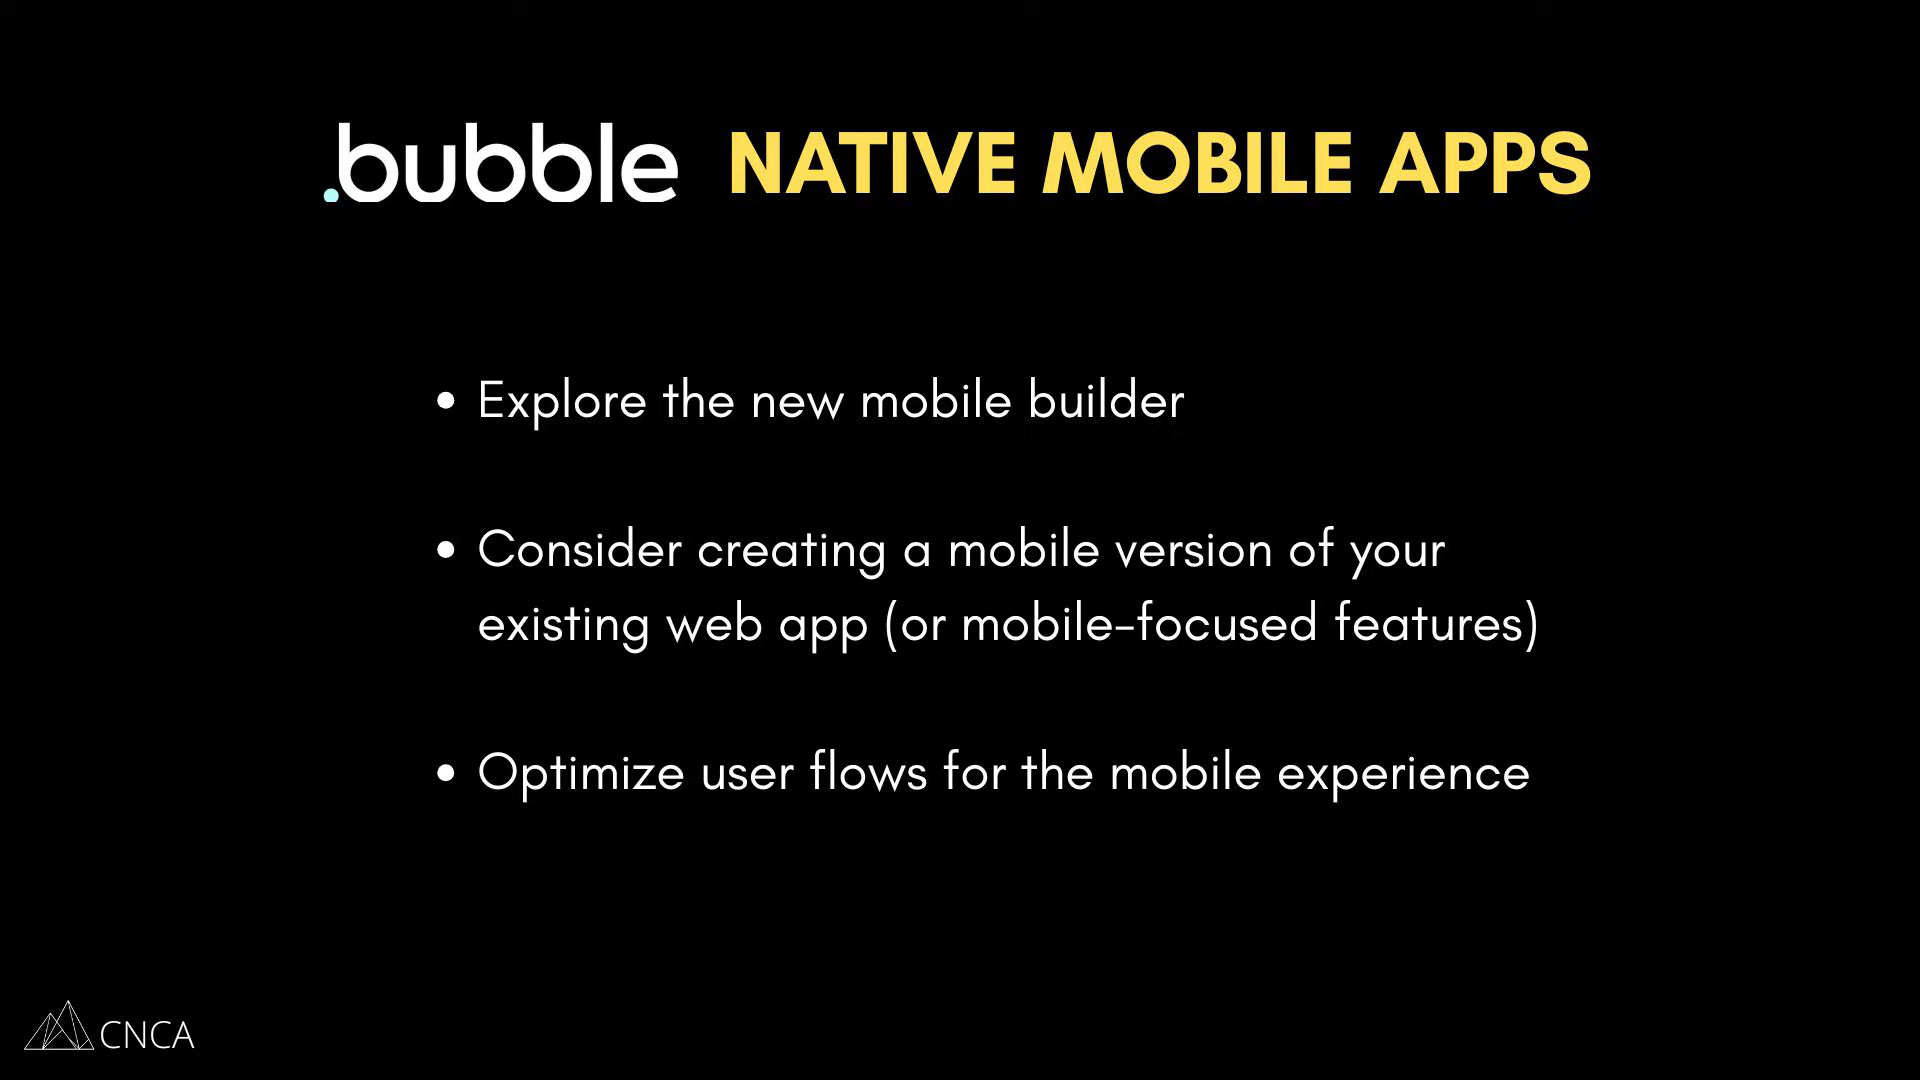 .bubble NATIVE MOBILE APPS
• Explore the new mobile builder
• Consider creating a mobile version of your
existing web app (or mobile-focused features)
• Optimize user flows for the mobile experience
CNCA